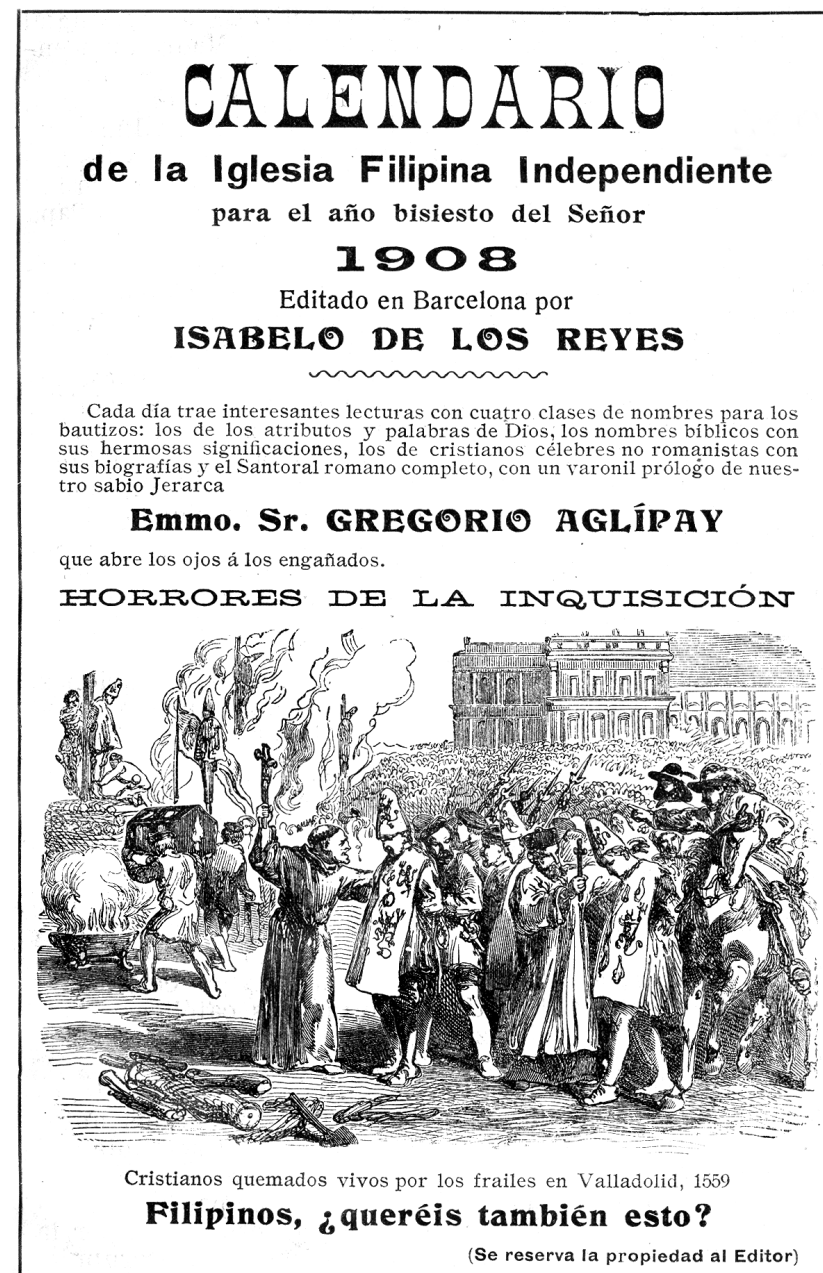 CALENDARIO
de la Iglesia Filipina Independiente
para el año bisiesto del Señor
1908
Editado en Barcelona por
ISABELO DE LOS REYES
Cada día trae interesantes lecturas con cuatro clases de nombres para los
bautizos: los de los atributos y palabras de Dios, los nombres bíblicos con
sus hermosas significaciones, los de cristianos célebres no romanistas con
sus biografías y el Santoral romano completo, con un varonil prólogo de nues-
tro sabio Jerarca
Emmo. Sr. GREGORIO AGLÍPAY
que abre los ojos á los engañados.
HORRORES DE LA INQUISICIÓN
Cristianos quemados vivos por los frailes en Valladolid, 1559
Filipinos, ¿queréis también esto?
(Se reserva la propiedad al Editor)